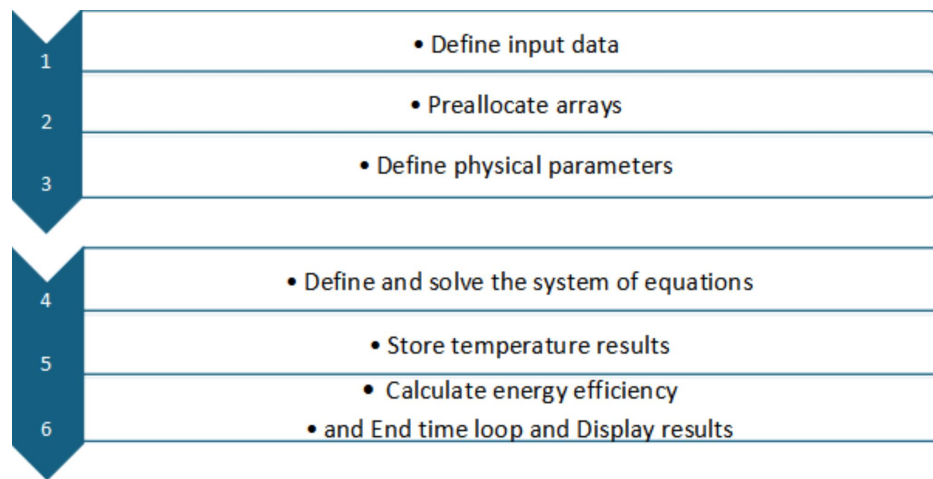 1
• Define input data
2
• Preallocate arrays
3
• Define physical parameters
4
• Define and solve the system of equations
5
• Store temperature results
• Calculate energy efficiency
6
• and End time loop and Display results